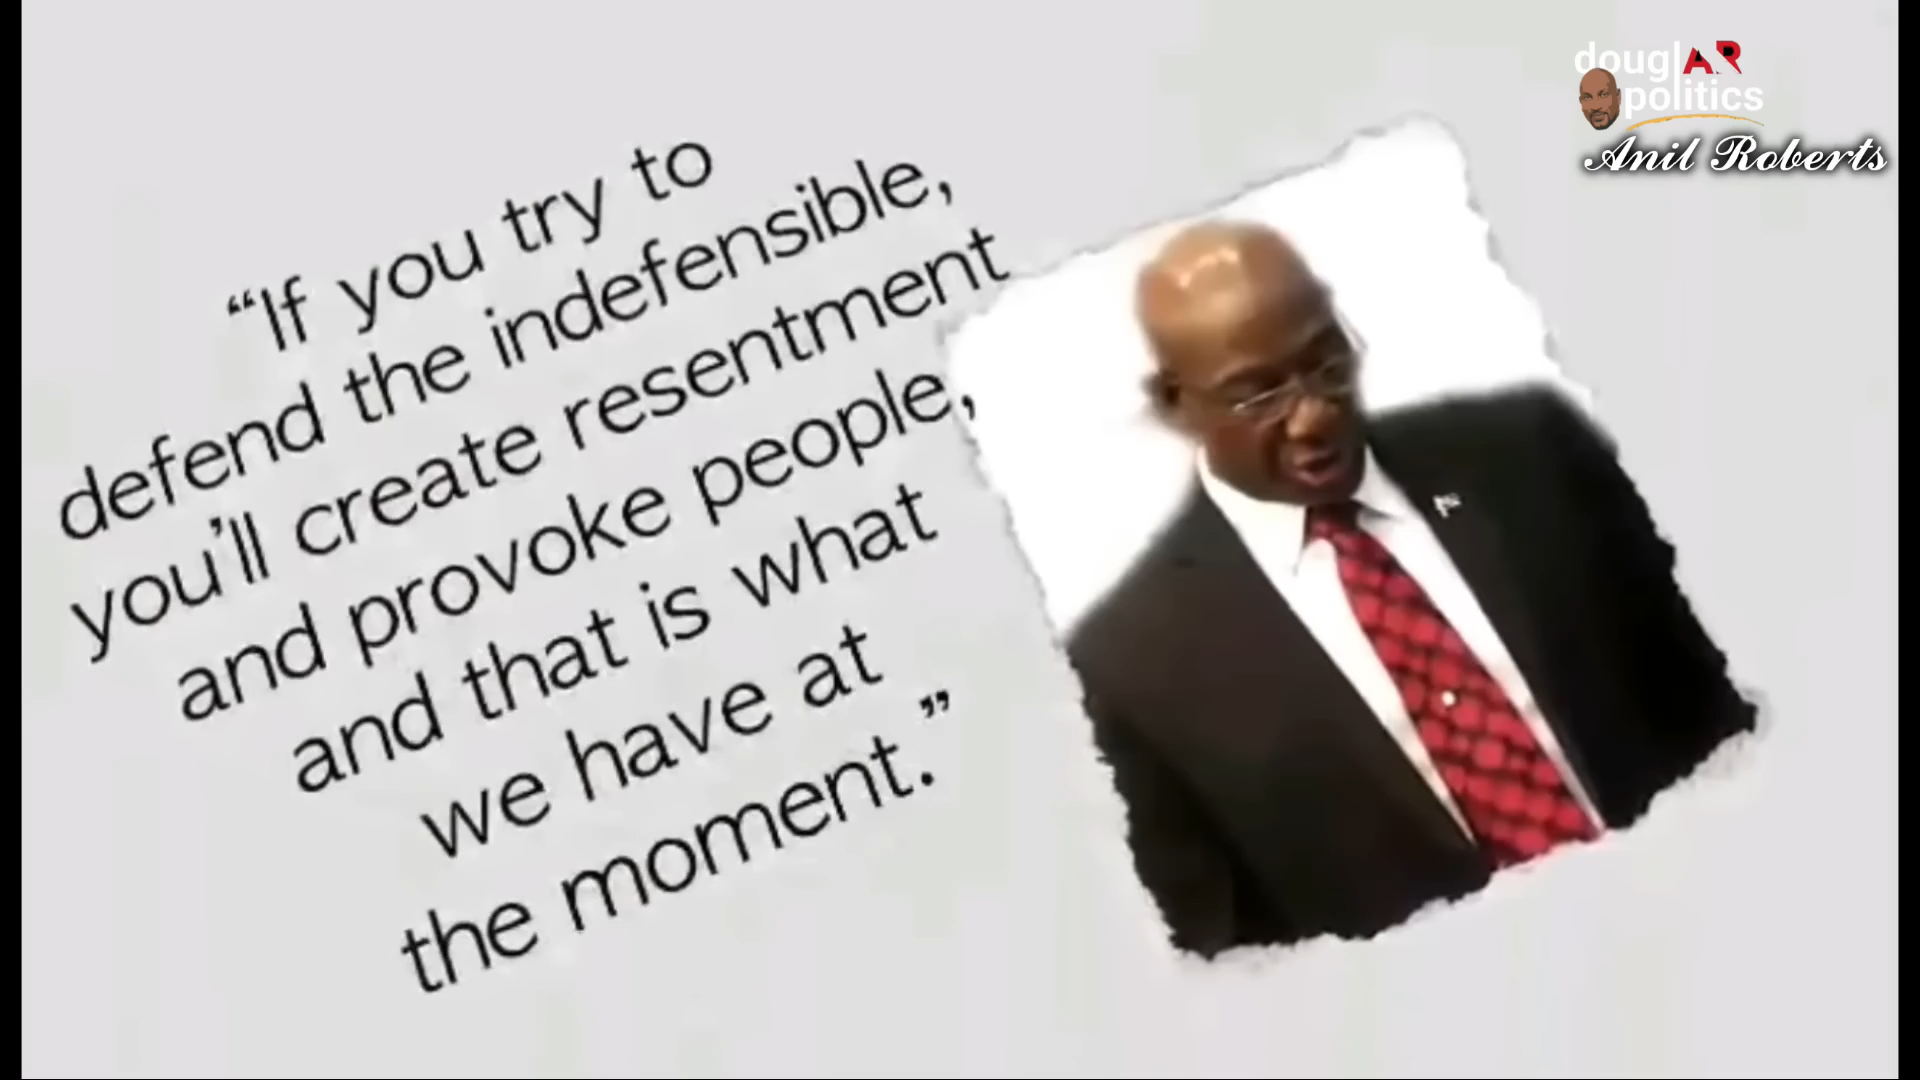 douglAR
politics
Anil Roberts
“If you try to
defend the indefensible,
you'll create resentment
and provoke people,
and that is what
we have at
the moment.”